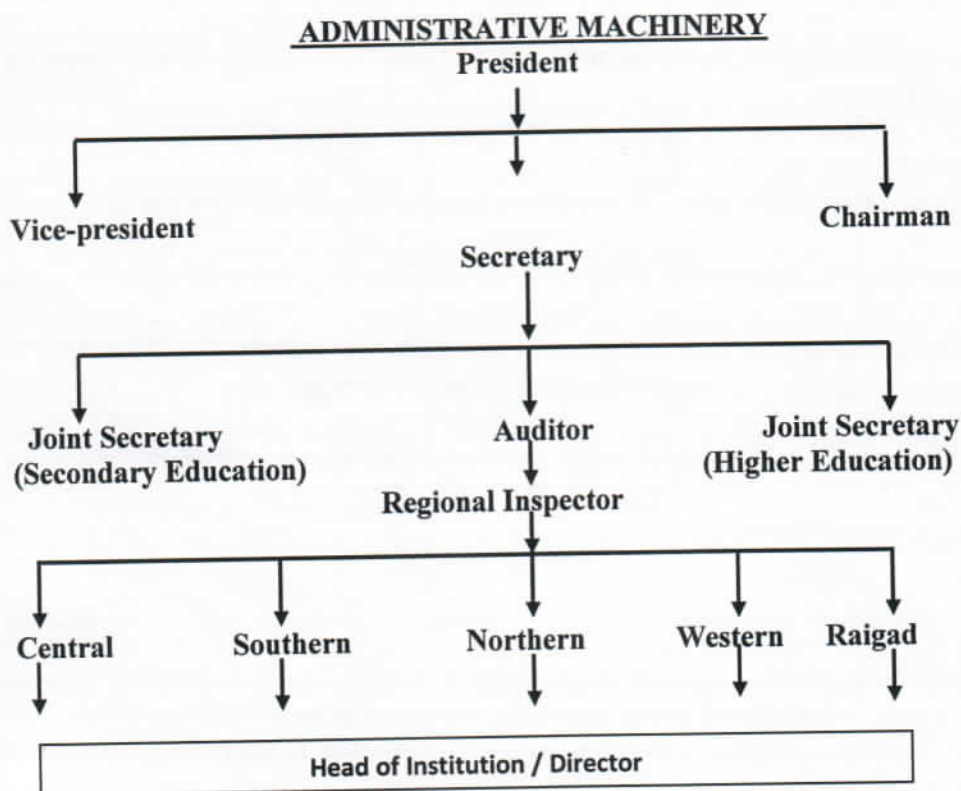 ADMINISTRATIVE MACHINERY
President
Vice-president
Chairman
Secretary
Joint Secretary
(Secondary Education)
Auditor
Joint Secretary
(Higher Education)
Regional Inspector
Central
Southern
Northern
Western
Raigad
Head of Institution / Director